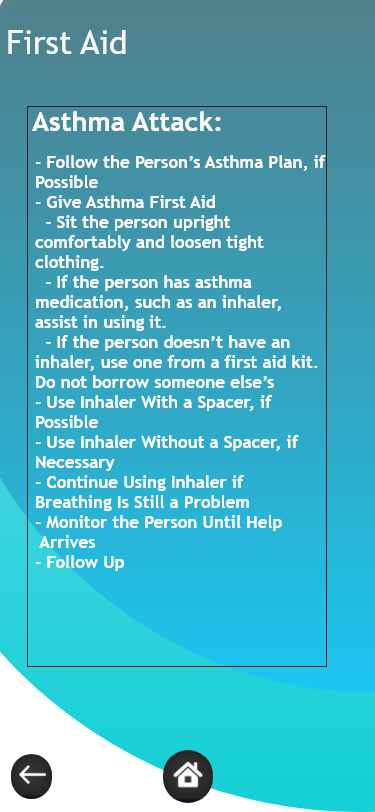 First Aid
Asthma Attack:
- Follow the Person’s Asthma Plan, if
Possible
- Give Asthma First Aid
- Sit the person upright
comfortably and loosen tight
clothing.
- If the person has asthma
medication, such as an inhaler,
assist in using it.
- If the person doesn’t have an
inhaler, use one from a first aid kit.
Do not borrow someone else’s
- Use Inhaler With a Spacer, if
Possible
- Use Inhaler Without a Spacer, if
Necessary
- Continue Using Inhaler if
Breathing Is Still a Problem
- Monitor the Person Until Help
Arrives
- Follow Up